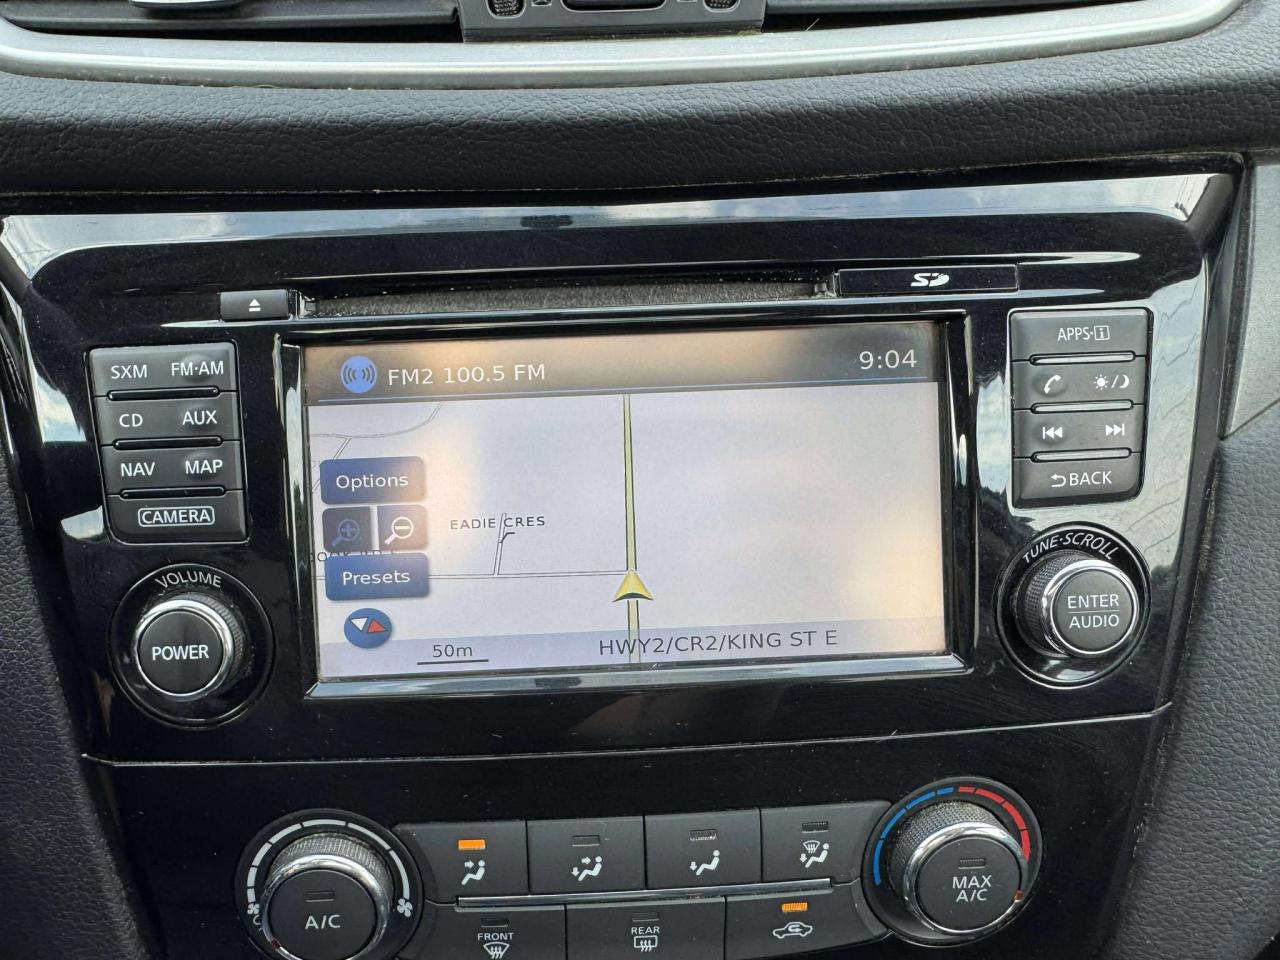 SD
APPS·i
SXM FM·AM
CD AUX
NAV MAP
CAMERA
FM2 100.5 FM
9:04
Options
EADIE CRES
Presets
50m
HWY2/CR2/KING ST E
BACK
VOLUME
POWER
TUNE·SCROLL
ENTER
AUDIO
A/C
MAX
A/C
FRONT
REAR